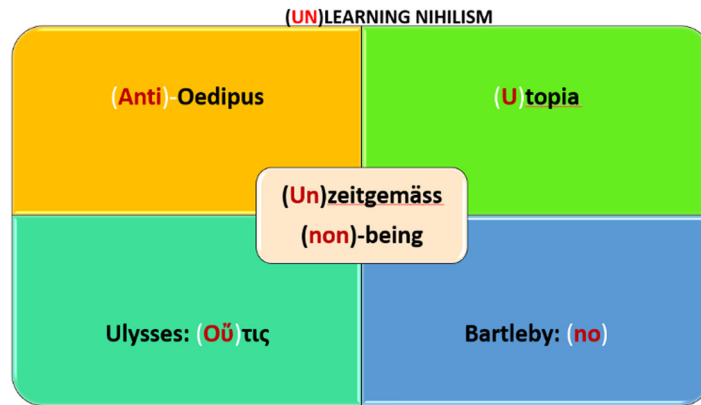 (UN)LEARNING NIHILISM
(Anti)-Oedipus
(U)topia
(Un)zeitgemäss
(non)-being
Ulysses: (Οὔ)τις
Bartleby: (no)